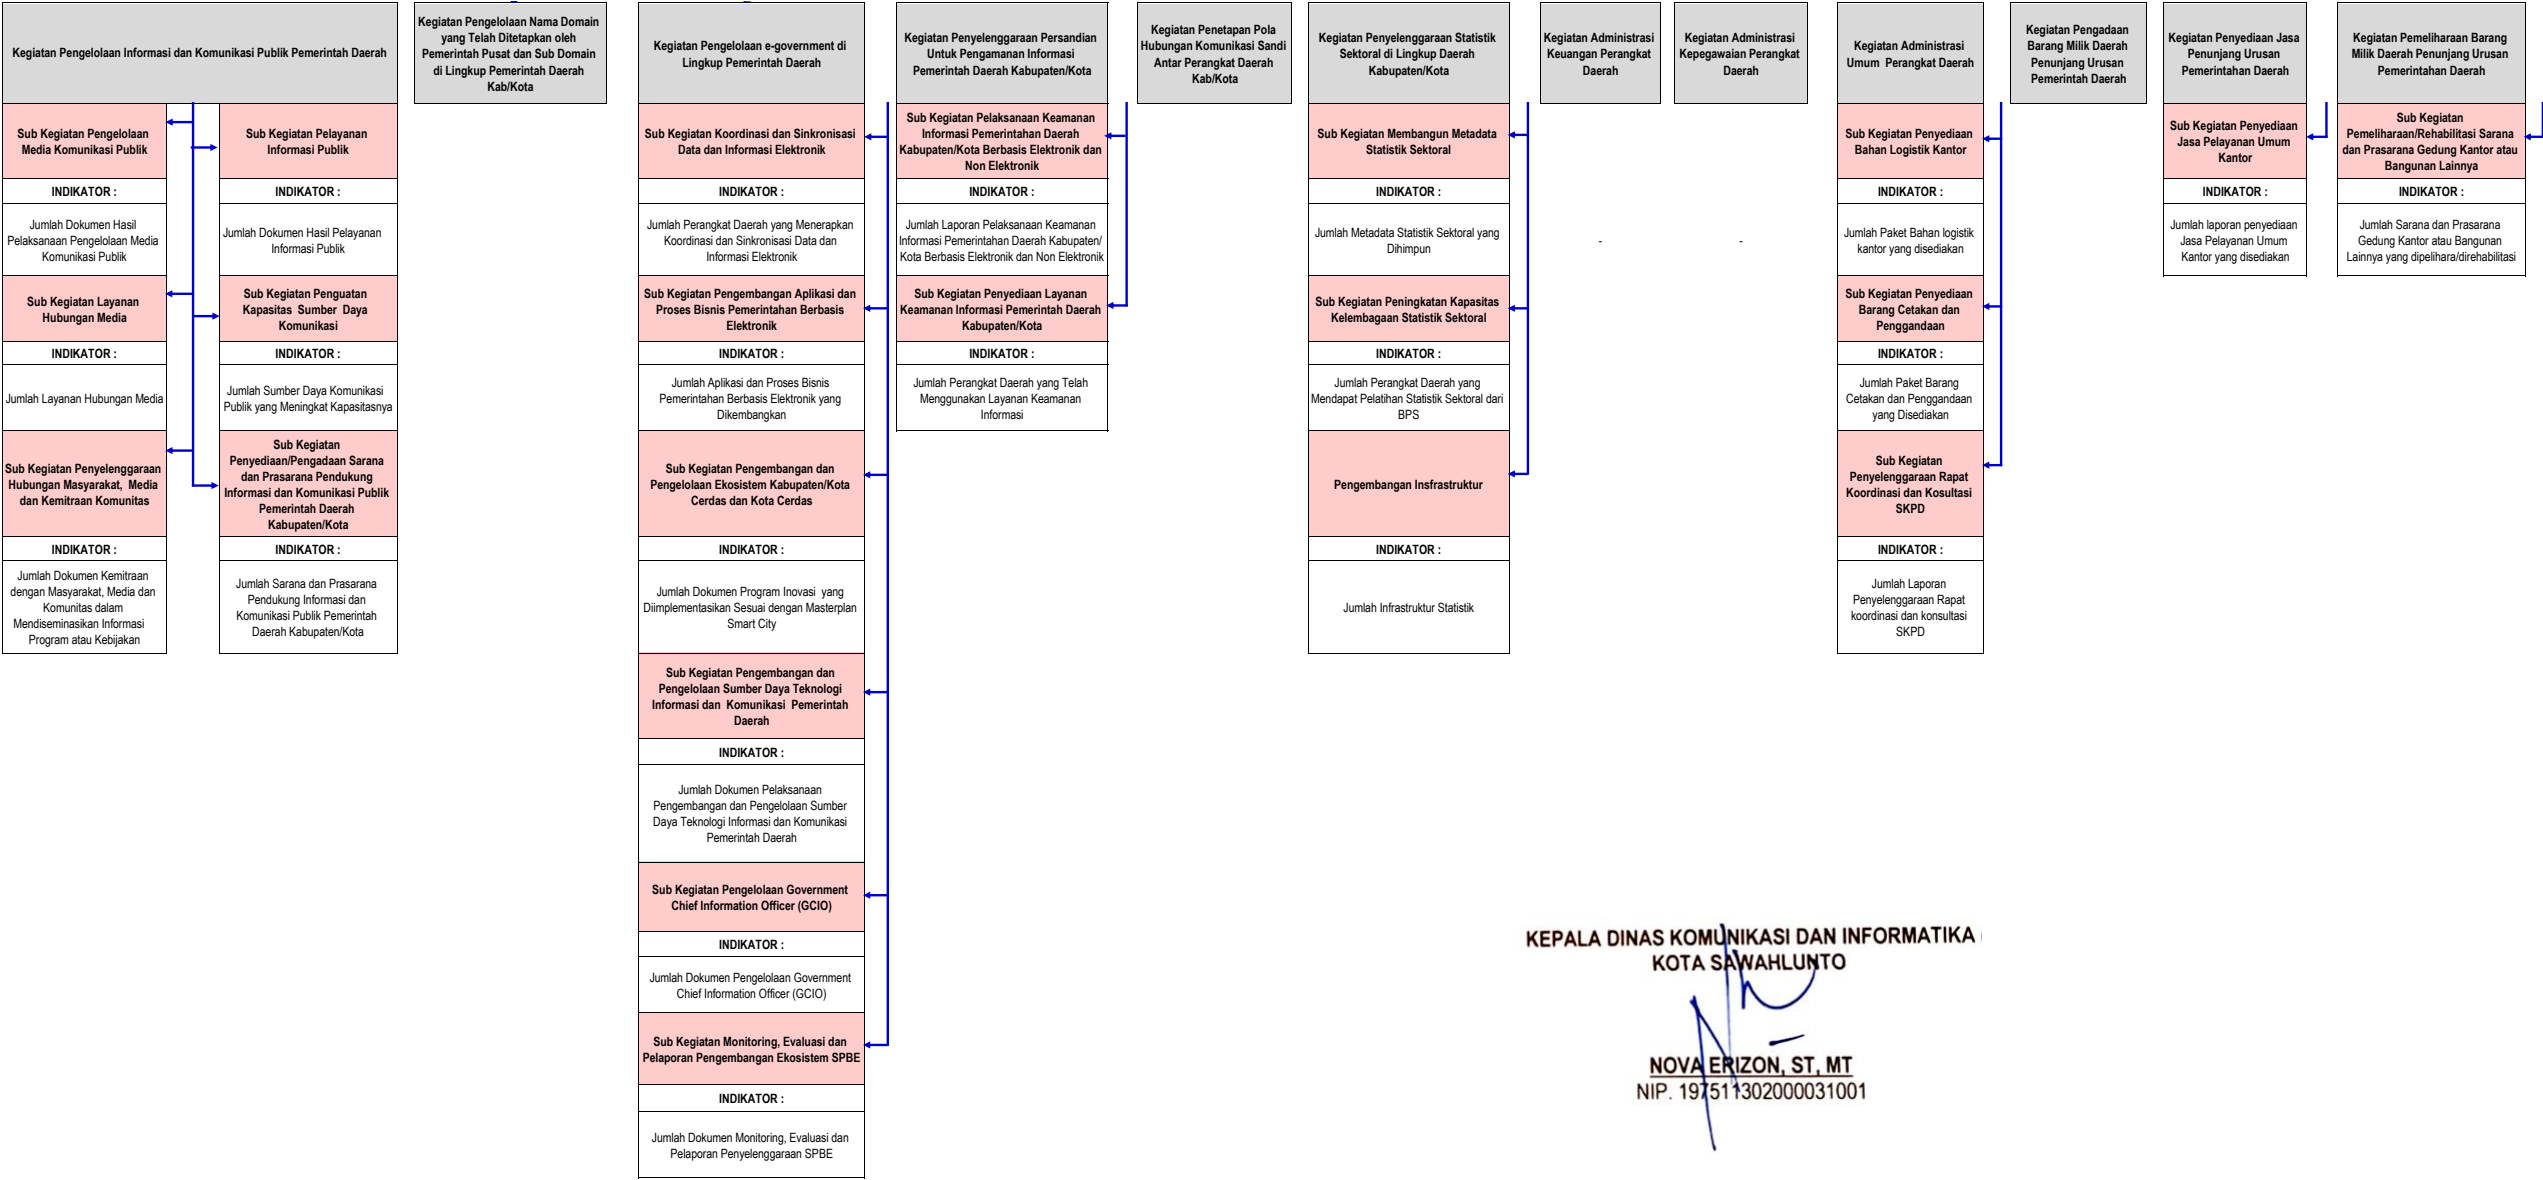 Kegiatan Pengelolaan Informasi dan Komunikasi Publik Pemerintah Daerah
Sub Kegiatan Pengelolaan
Media Komunikasi Publik
INDIKATOR :
Jumlah Dokumen Hasil
Pelaksanaan Pengelolaan Media
Komunikasi Publik
Sub Kegiatan Layanan
Hubungan Media
INDIKATOR :
Jumlah Layanan Hubungan Media
Sub Kegiatan Penyelenggaraan
Hubungan Masyarakat, Media
dan Kemitraan Komunitas
INDIKATOR :
Jumlah Dokumen Kemitraan
dengan Masyarakat, Media dan
Komunitas dalam
Mendiseminasikan Informasi
Program atau Kebijakan
Sub Kegiatan Pelayanan
Informasi Publik
INDIKATOR :
Jumlah Dokumen Hasil Pelayanan
Informasi Publik
Sub Kegiatan Penguatan
Kapasitas Sumber Daya
Komunikasi
INDIKATOR :
Jumlah Sumber Daya Komunikasi
Publik yang Meningkat Kapasitasnya
Sub Kegiatan
Penyediaan/Pengadaan Sarana
dan Prasarana Pendukung
Informasi dan Komunikasi Publik
Pemerintah Daerah
Kabupaten/Kota
INDIKATOR :
Jumlah Sarana dan Prasarana
Pendukung Informasi dan
Komunikasi Publik Pemerintah
Daerah Kabupaten/Kota
Kegiatan Pengelolaan Nama Domain
yang Telah Ditetapkan oleh
Pemerintah Pusat dan Sub Domain
di Lingkup Pemerintah Daerah
Kab/Kota
Kegiatan Pengelolaan e-government di
Lingkup Pemerintah Daerah
Sub Kegiatan Koordinasi dan Sinkronisasi
Data dan Informasi Elektronik
INDIKATOR :
Jumlah Perangkat Daerah yang Menerapkan
Koordinasi dan Sinkronisasi Data dan
Informasi Elektronik
Sub Kegiatan Pengembangan Aplikasi dan
Proses Bisnis Pemerintahan Berbasis
Elektronik
INDIKATOR :
Jumlah Aplikasi dan Proses Bisnis
Pemerintahan Berbasis Elektronik yang
Dikembangkan
Sub Kegiatan Pengembangan dan
Pengelolaan Ekosistem Kabupaten/Kota
Cerdas dan Kota Cerdas
INDIKATOR :
Jumlah Dokumen Program Inovasi yang
Diimplementasikan Sesuai dengan Masterplan
Smart City
Sub Kegiatan Pengembangan dan
Pengelolaan Sumber Daya Teknologi
Informasi dan Komunikasi Pemerintah
Daerah
INDIKATOR :
Jumlah Dokumen Pelaksanaan
Pengembangan dan Pengelolaan Sumber
Daya Teknologi Informasi dan Komunikasi
Pemerintah Daerah
Sub Kegiatan Pengelolaan Government
Chief Information Officer (GCIO)
INDIKATOR :
Jumlah Dokumen Pengelolaan Government
Chief Information Officer (GCIO)
Sub Kegiatan Monitoring, Evaluasi dan
Pelaporan Pengembangan Ekosistem SPBE
INDIKATOR :
Jumlah Dokumen Monitoring, Evaluasi dan
Pelaporan Penyelenggaraan SPBE
Kegiatan Penyelenggaraan Persandian
Untuk Pengamanan Informasi
Pemerintah Daerah Kabupaten/Kota
Sub Kegiatan Pelaksanaan Keamanan
Informasi Pemerintahan Daerah
Kabupaten/Kota Berbasis Elektronik dan
Non Elektronik
INDIKATOR :
Jumlah Laporan Pelaksanaan Keamanan
Informasi Pemerintahan Daerah Kabupaten/
Kota Berbasis Elektronik dan Non Elektronik
Sub Kegiatan Penyediaan Layanan
Keamanan Informasi Pemerintah Daerah
Kabupaten/Kota
INDIKATOR :
Jumlah Perangkat Daerah yang Telah
Menggunakan Layanan Keamanan
Informasi
Kegiatan Penetapan Pola
Hubungan Komunikasi Sandi
Antar Perangkat Daerah
Kab/Kota
Kegiatan Penyelenggaraan Statistik
Sektoral di Lingkup Daerah
Kabupaten/Kota
Sub Kegiatan Membangun Metadata
Statistik Sektoral
INDIKATOR :
Jumlah Metadata Statistik Sektoral yang
Dihimpun
Sub Kegiatan Peningkatan Kapasitas
Kelembagaan Statistik Sektoral
INDIKATOR :
Jumlah Perangkat Daerah yang
Mendapat Pelatihan Statistik Sektoral dari
BPS
Pengembangan Insfrastruktur
INDIKATOR :
Jumlah Infrastruktur Statistik
Kegiatan Administrasi
Keuangan Perangkat
Daerah
-
Kegiatan Administrasi
Kepegawaian Perangkat
Daerah
-
Kegiatan Administrasi
Umum Perangkat Daerah
Sub Kegiatan Penyediaan
Bahan Logistik Kantor
INDIKATOR :
Jumlah Paket Bahan logistik
kantor yang disediakan
Sub Kegiatan Penyediaan
Barang Cetakan dan
Penggandaan
INDIKATOR :
Jumlah Paket Barang
Cetakan dan Penggandaan
yang Disediakan
Sub Kegiatan
Penyelenggaraan Rapat
Koordinasi dan Kosultasi
SKPD
INDIKATOR :
Jumlah Laporan
Penyelenggaraan Rapat
koordinasi dan konsultasi
SKPD
Kegiatan Pengadaan
Barang Milik Daerah
Penunjang Urusan
Pemerintah Daerah
Kegiatan Penyediaan Jasa
Penunjang Urusan
Pemerintahan Daerah
Sub Kegiatan Penyediaan
Jasa Pelayanan Umum
Kantor
INDIKATOR :
Jumlah laporan penyediaan
Jasa Pelayanan Umum
Kantor yang disediakan
Kegiatan Pemeliharaan Barang
Milik Daerah Penunjang Urusan
Pemerintahan Daerah
Sub Kegiatan
Pemeliharaan/Rehabilitasi Sarana
dan Prasarana Gedung Kantor atau
Bangunan Lainnya
INDIKATOR :
Jumlah Sarana dan Prasarana
Gedung Kantor atau Bangunan
Lainnya yang dipelihara/direhabilitasi
KEPALA DINAS KOMUNIKASI DAN INFORMATIKA
KOTA SAWAHLUNTO
NOVA ERIZON, ST, MT
NIP. 197511302000031001